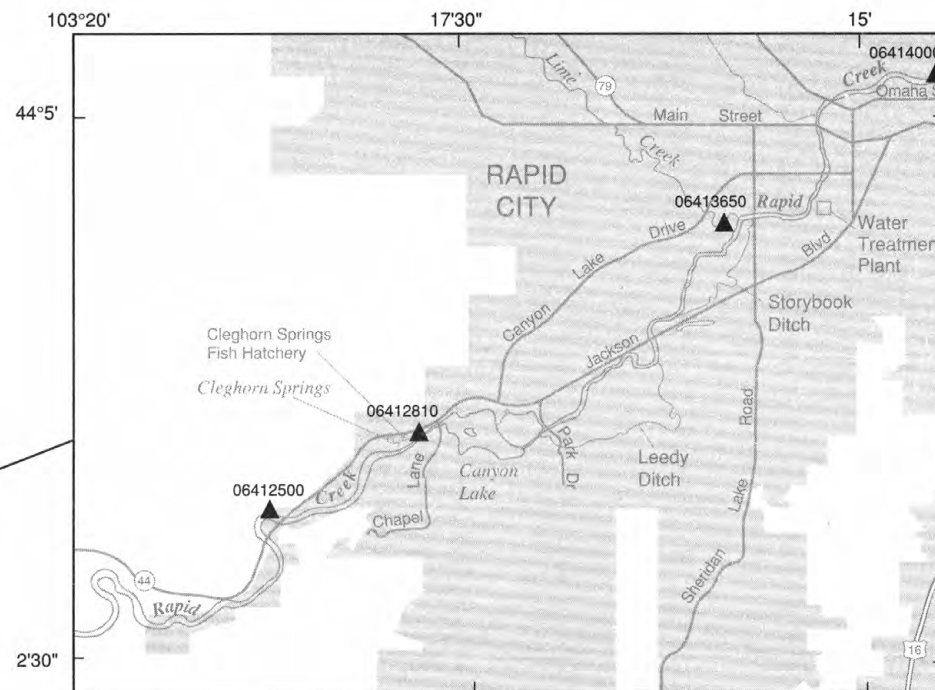 103°20'
17'30"
15'
06414000
Creek
Omaha S
Lime
Creek
79
44°5'
Main Street
RAPID
CITY
06413650
Rapid
Water
Treatmen
Plant
Canyon Lake Drive
Jackson Blvd
Storybook
Ditch
Cleghorn Springs
Fish Hatchery
Cleghorn Springs
06412810
06412500
Creek
Lane
Chapel
Canyon
Lake
Park Dr
Leedy
Ditch
Sheridan Lake Road
44
Rapid
16
2'30"